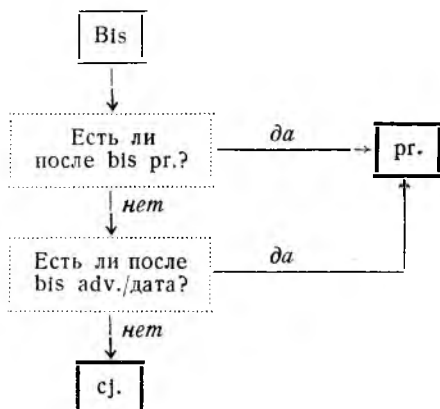 Bis
Есть ли
после bis pr.?
да
pr.
нет
Есть ли после
bis adv./дата?
да
нет
cj.